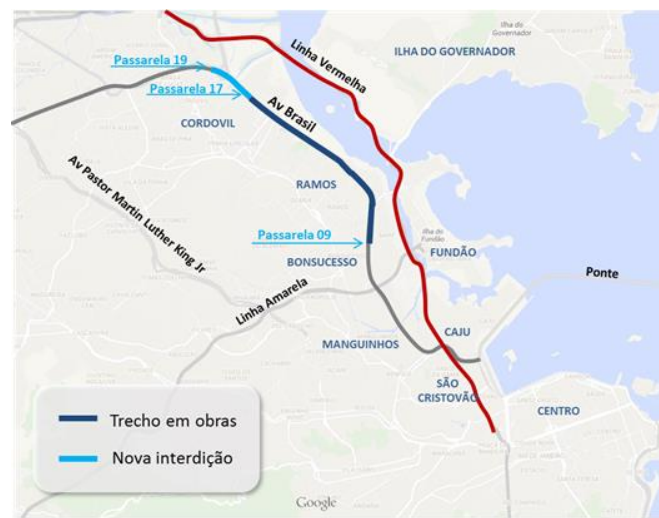 Passarela 19
Linha Vermelha
ILHA DO GOVERNADOR
Ilha do
Governador
Passarela 17
Av Brasil
CORDOVIL
RAMOS
Av Pastor Martin Luther King Jr
Passarela 09
BONSUCESSO
Ilha do
Fundão
FUNDÃO
Ponte
Linha Amarela
MANGUINHOS
CAJU
SÃO
CRISTOVÃO
CENTRO
Trecho em obras
Nova interdição
Google